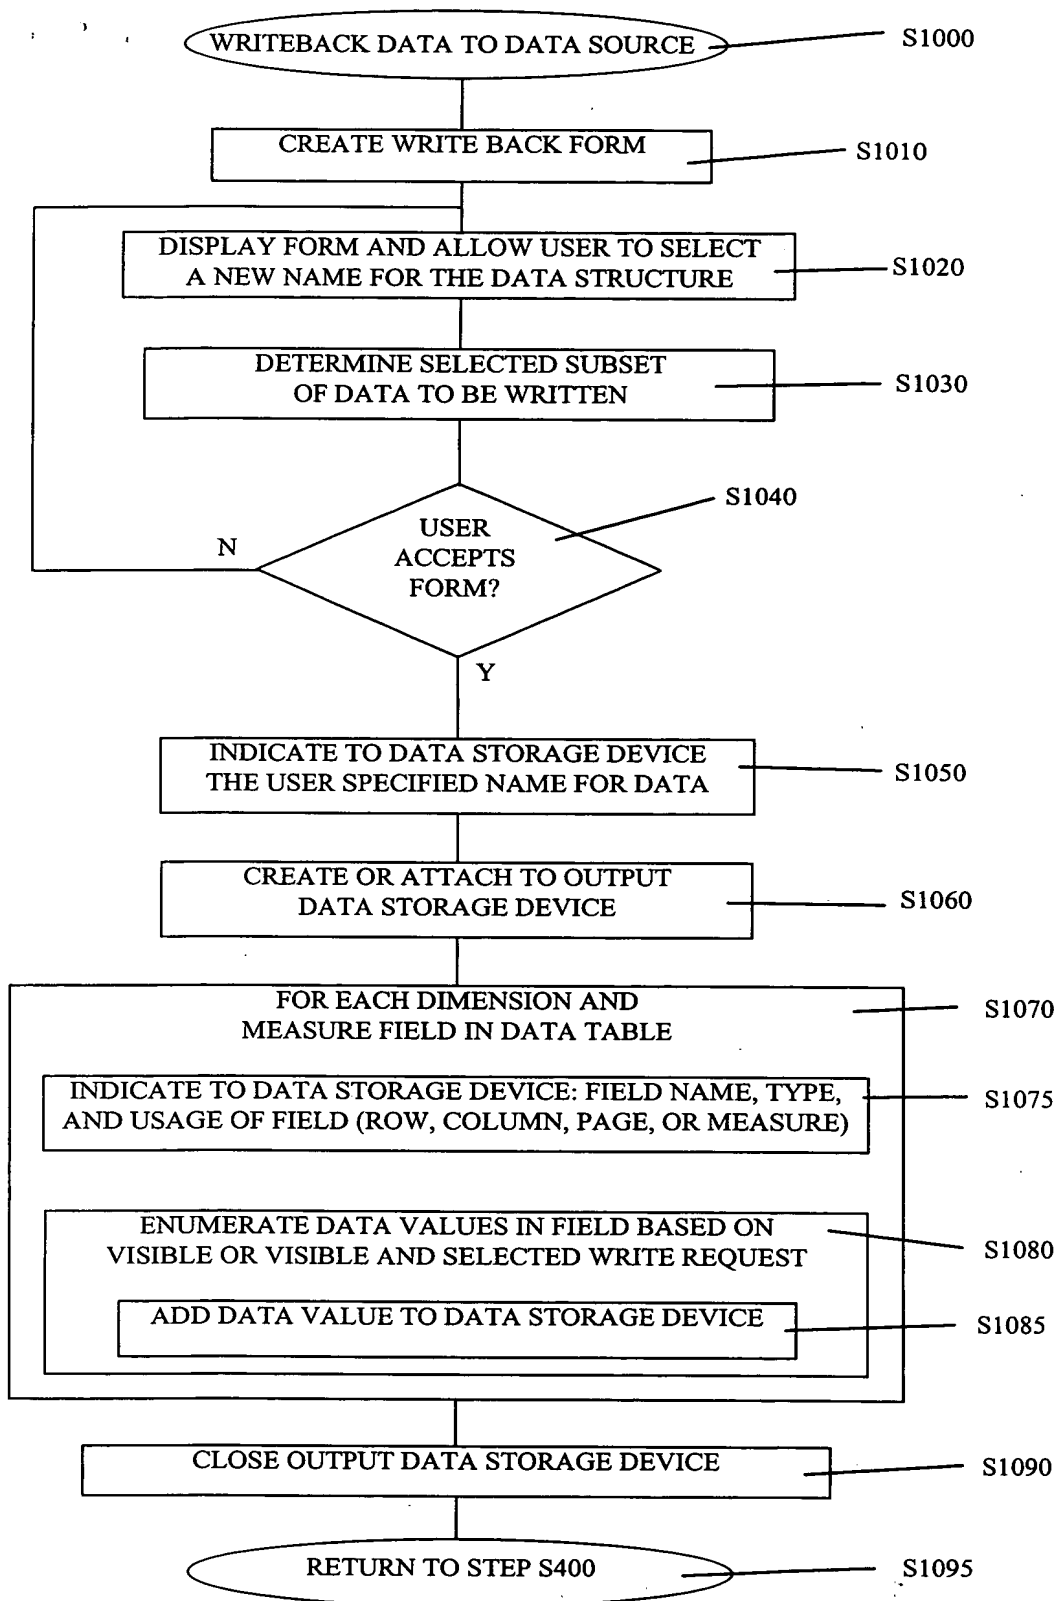 WRITEBACK DATA TO DATA SOURCE
S1000
CREATE WRITE BACK FORM
S1010
DISPLAY FORM AND ALLOW USER TO SELECT
A NEW NAME FOR THE DATA STRUCTURE
S1020
DETERMINE SELECTED SUBSET
OF DATA TO BE WRITTEN
S1030
S1040
USER
ACCEPTS
FORM?
N
Y
INDICATE TO DATA STORAGE DEVICE
THE USER SPECIFIED NAME FOR DATA
S1050
CREATE OR ATTACH TO OUTPUT
DATA STORAGE DEVICE
S1060
FOR EACH DIMENSION AND
MEASURE FIELD IN DATA TABLE
S1070
INDICATE TO DATA STORAGE DEVICE: FIELD NAME, TYPE,
AND USAGE OF FIELD (ROW, COLUMN, PAGE, OR MEASURE)
S1075
ENUMERATE DATA VALUES IN FIELD BASED ON
VISIBLE OR VISIBLE AND SELECTED WRITE REQUEST
S1080
ADD DATA VALUE TO DATA STORAGE DEVICE
S1085
CLOSE OUTPUT DATA STORAGE DEVICE
S1090
RETURN TO STEP S400
S1095